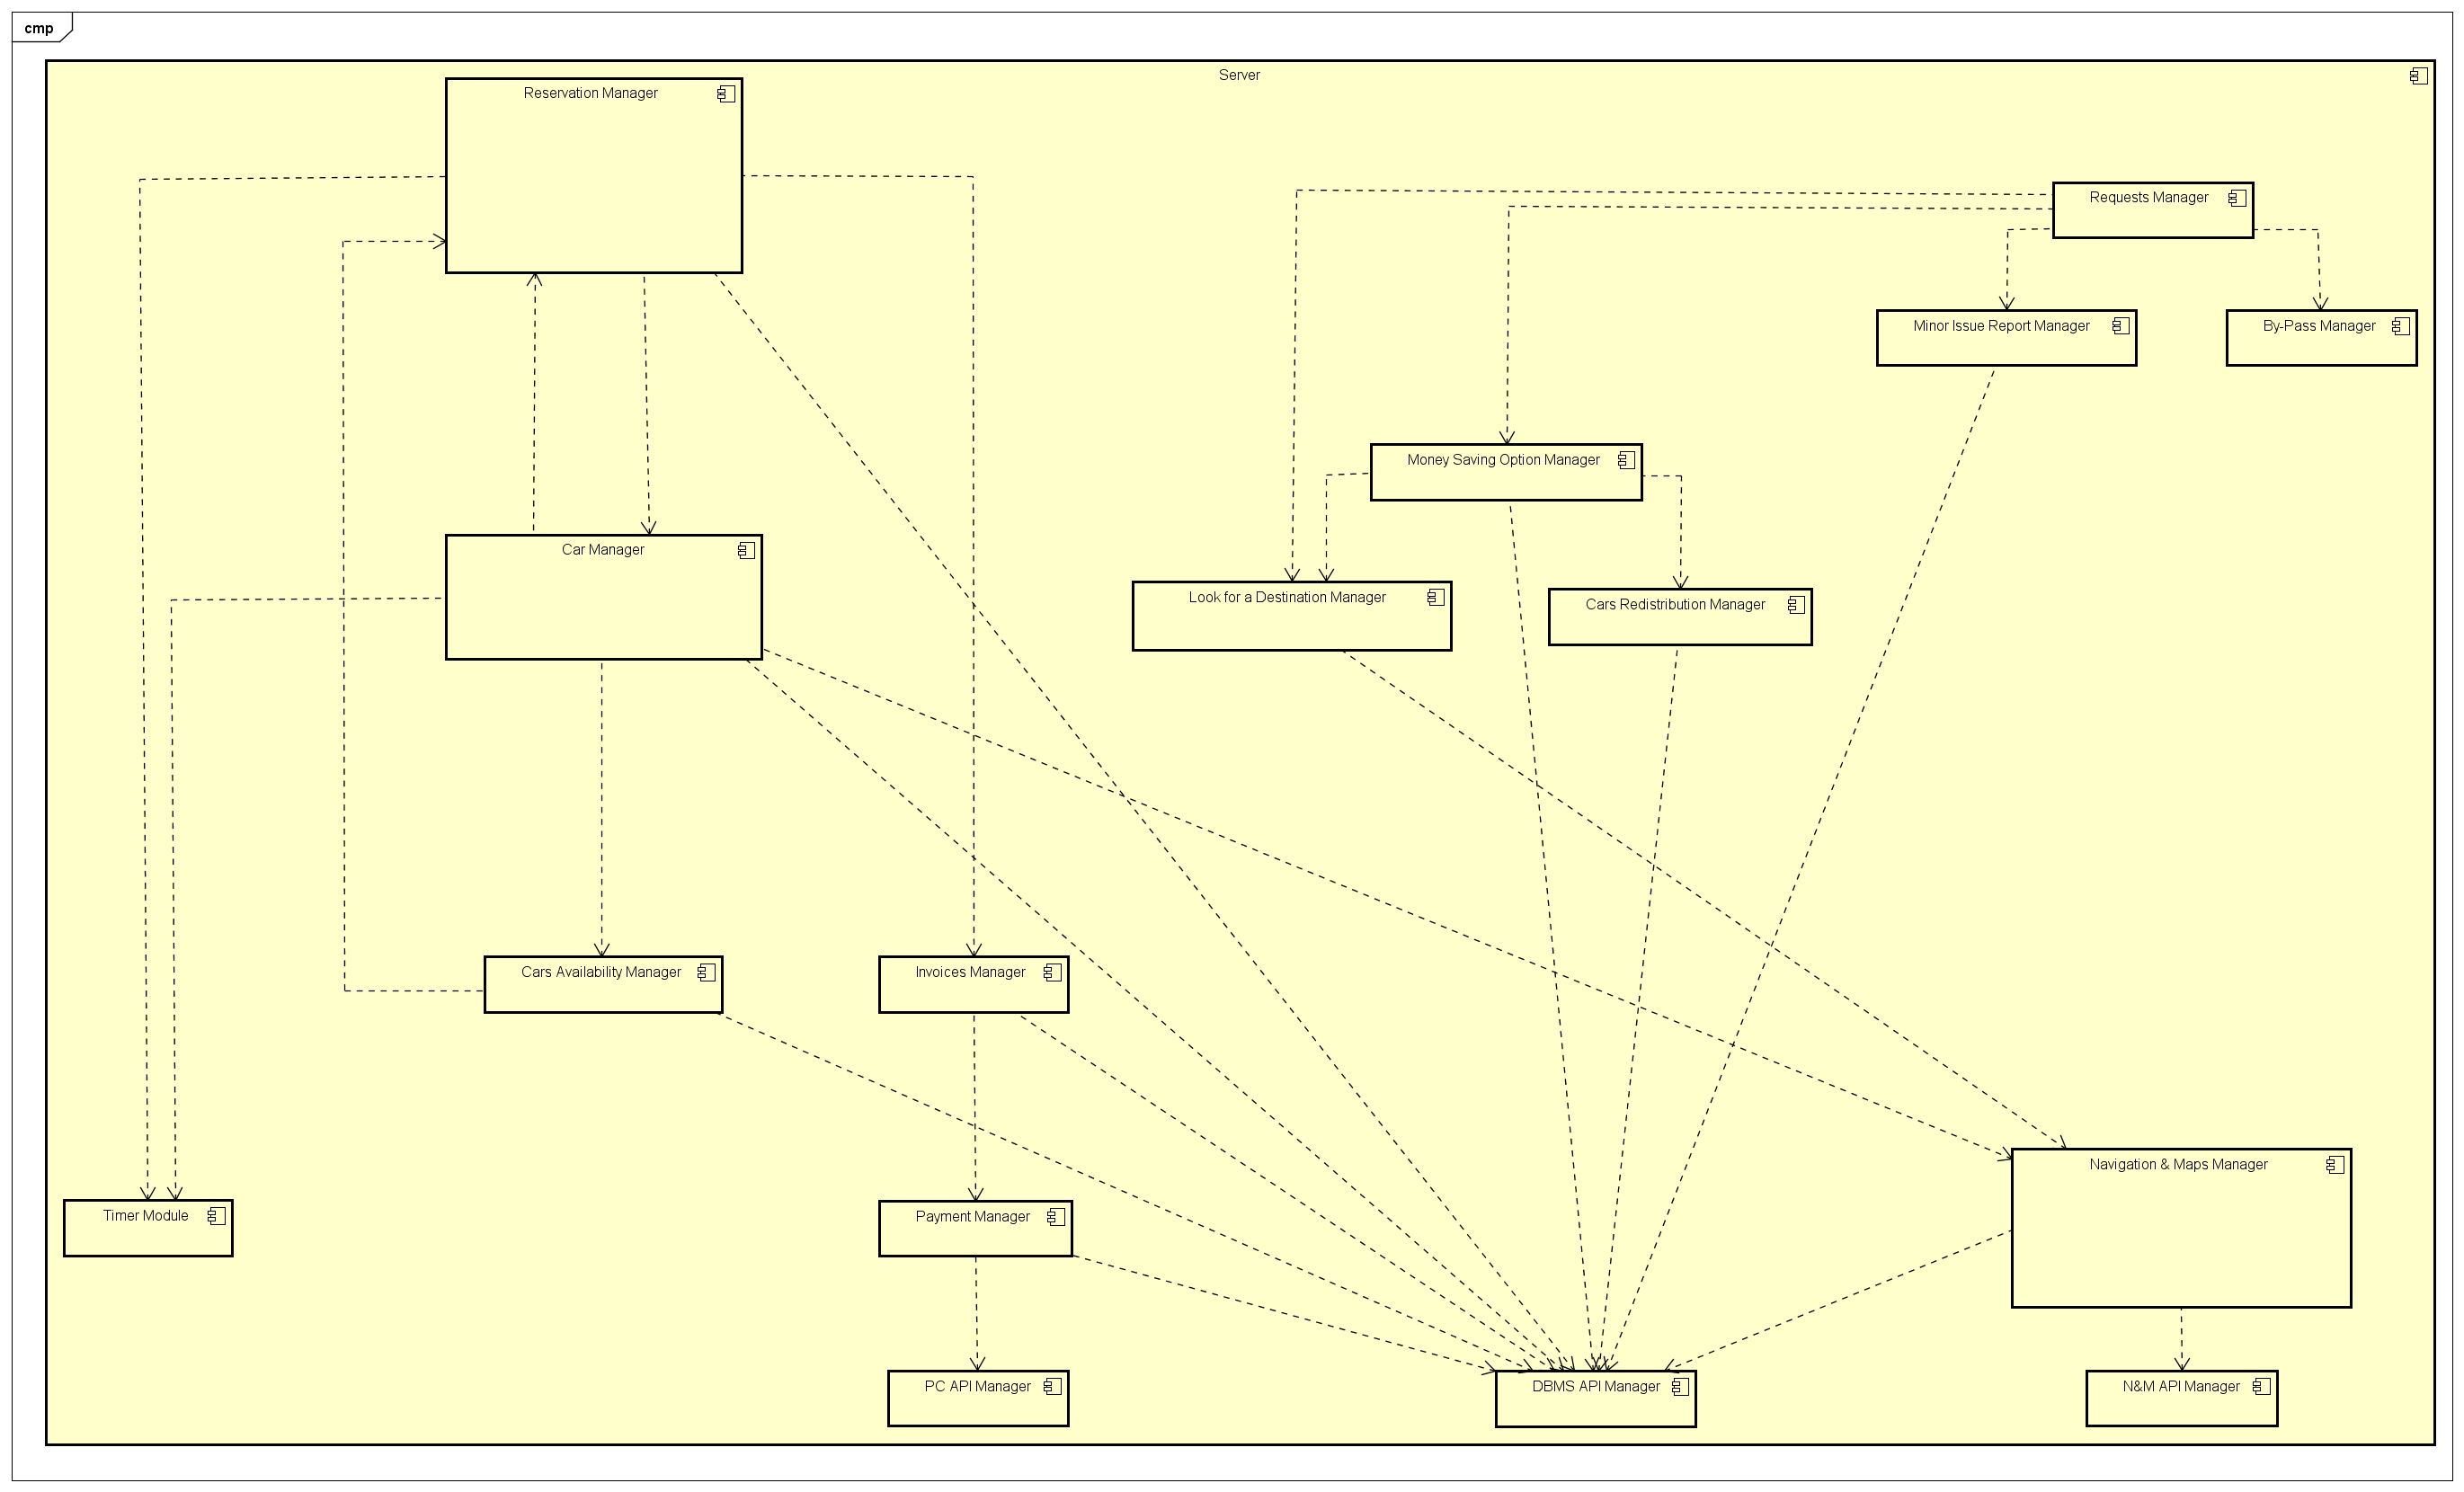 cmp
Server
Reservation Manager
Requests Manager
Minor Issue Report Manager
By-Pass Manager
Money Saving Option Manager
Car Manager
Look for a Destination Manager
Cars Redistribution Manager
Cars Availability Manager
Invoices Manager
Navigation & Maps Manager
Timer Module
Payment Manager
PC API Manager
DBMS API Manager
N&M API Manager